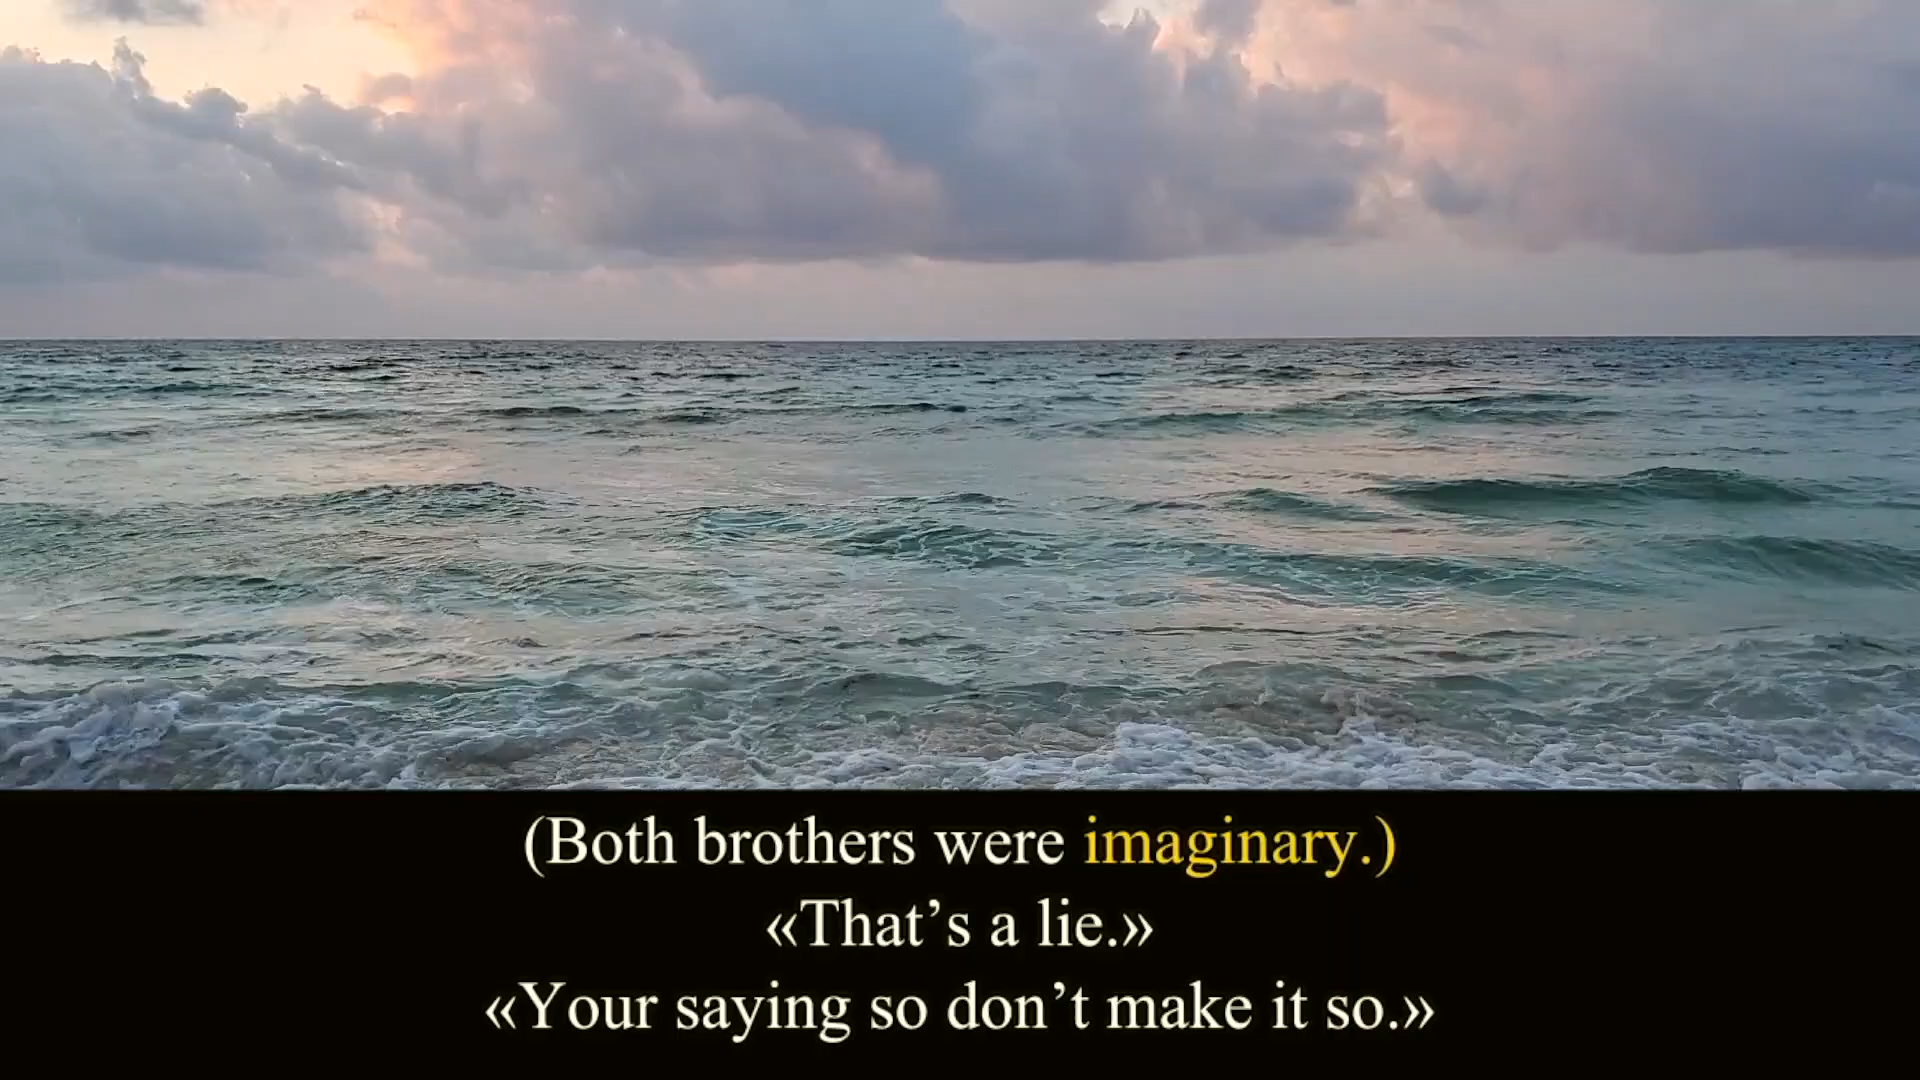 (Both brothers were imaginary.)
«That’s a lie.»
«Your saying so don’t make it so.»